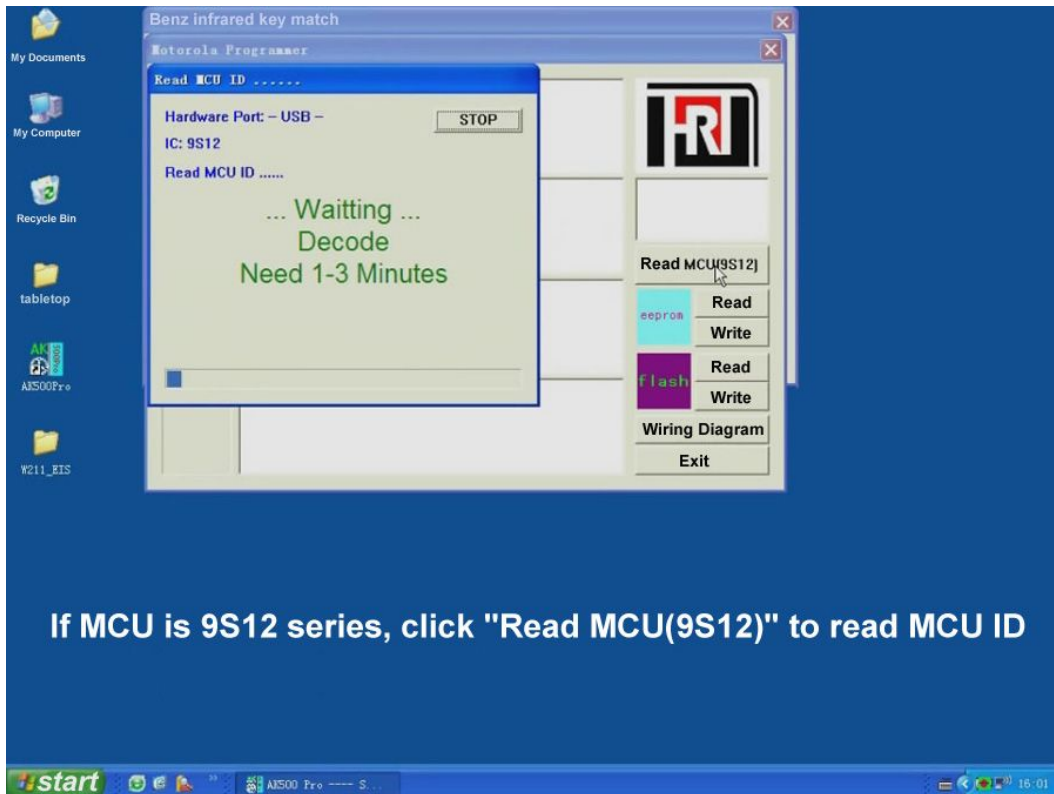 My Documents
My Computer
Recycle Bin
tabletop
AK500Pro
W211_EIS
AK
500Pro
Benz infrared key match
Motorola Programmer
Read MCU ID ......
Hardware Port: – USB –
STOP
IC: 9S12
Read MCU ID ......
... Waitting ...
Decode
Need 1-3 Minutes
HRT
Read MCU(9S12)
eeprom
Read
Write
flash
Read
Write
Wiring Diagram
Exit
If MCU is 9S12 series, click "Read MCU(9S12)" to read MCU ID
start
AK500 Pro ---- S...
16:01